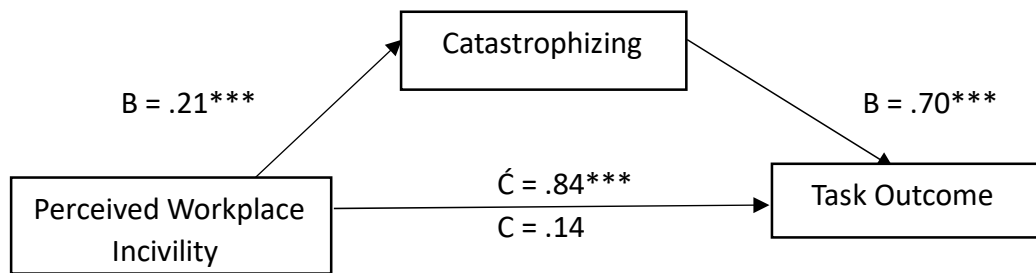 Catastrophizing
B = .21***
B = .70***
Perceived Workplace
Incivility
Ć = .84***
C = .14
Task Outcome